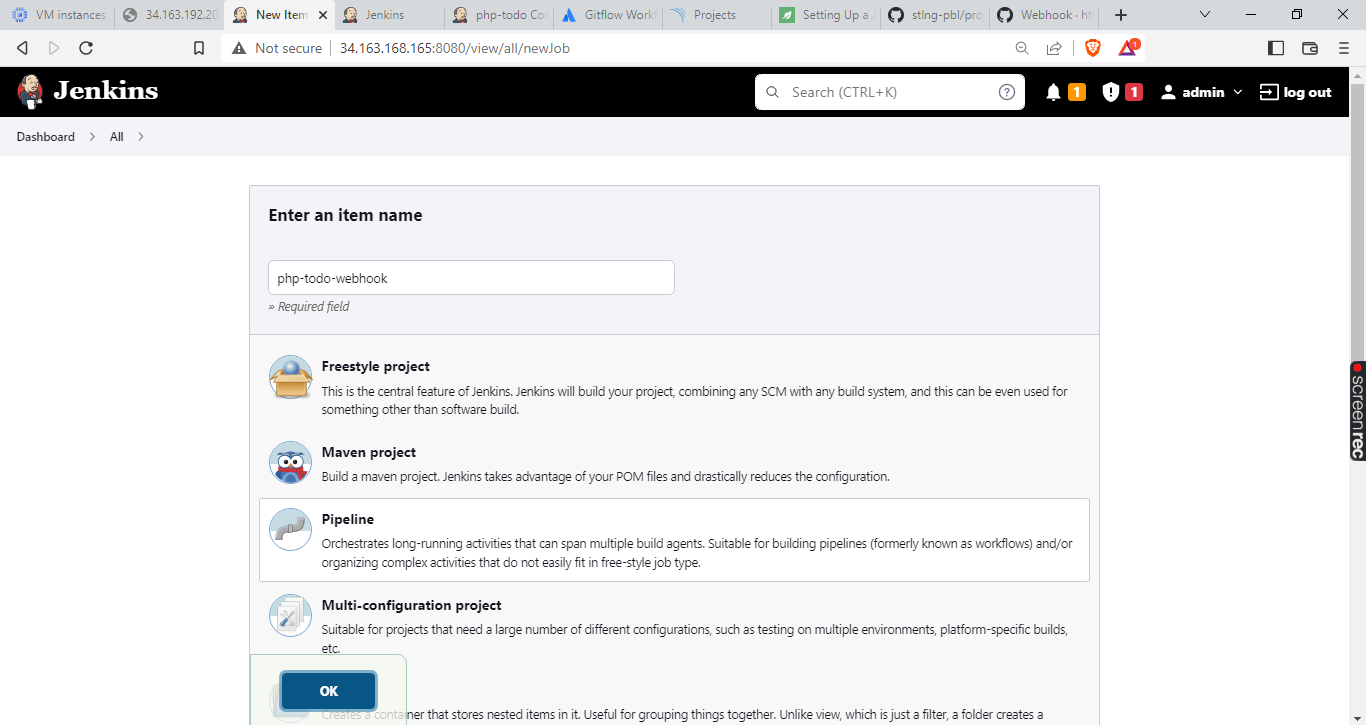 VM instances
34.163.192.20
New Item
Jenkins
php-todo Con
Gitflow Workf
Projects
Setting Up a J
stlng-pbl/proj
Webhook · ht
Not secure
34.163.168.165:8080/view/all/newJob
1
Jenkins
Search (CTRL+K)
1
1
admin
log out
Dashboard
All
Enter an item name
php-todo-webhook
» Required field
Freestyle project
This is the central feature of Jenkins. Jenkins will build your project, combining any SCM with any build system, and this can be even used for
something other than software build.
Maven project
Build a maven project. Jenkins takes advantage of your POM files and drastically reduces the configuration.
Pipeline
Orchestrates long-running activities that can span multiple build agents. Suitable for building pipelines (formerly known as workflows) and/or
organizing complex activities that do not easily fit in free-style job type.
Multi-configuration project
Suitable for projects that need a large number of different configurations, such as testing on multiple environments, platform-specific builds,
etc.
OK
Creates a container that stores nested items in it. Useful for grouping things together. Unlike view, which is just a filter, a folder creates a
screenrec